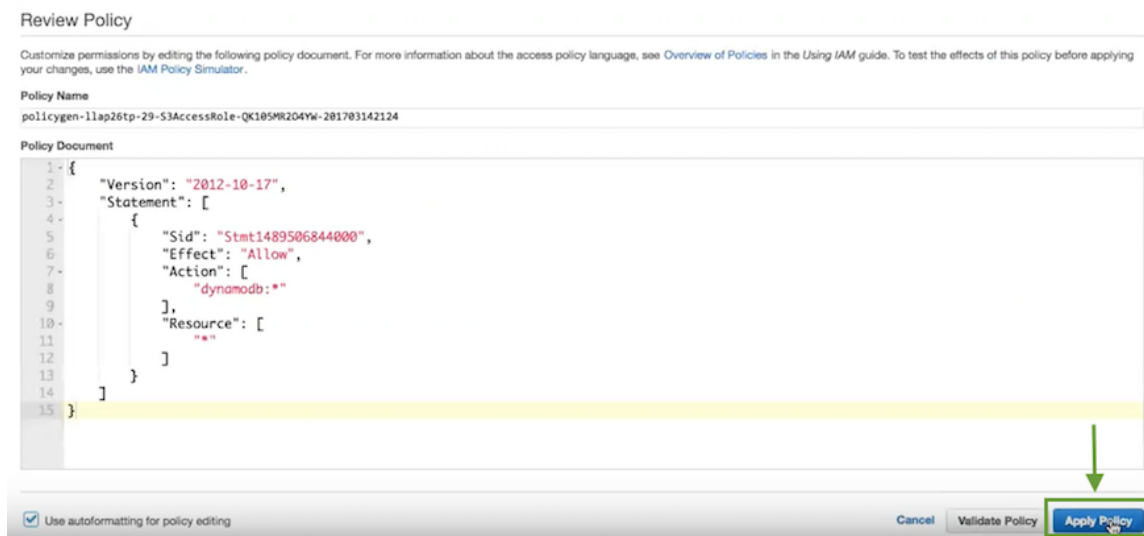 Review Policy
Customize permissions by editing the following policy document. For more information about the access policy language, see Overview of Policies in the Using IAM guide. To test the effects of this policy before applying
your changes, use the IAM Policy Simulator.
Policy Name
policygen-llap26tp-29-S3AccessRole-QK105MR2O4YW-201703142124
Policy Document
1 {
2 "Version": "2012-10-17",
3 "Statement": [
4 {
5 "Sid": "Stmt1489506844000",
6 "Effect": "Allow",
7 "Action": [
8 "dynamodb:*"
9 ],
10 "Resource": [
11 "*"
12 ]
13 }
14 ]
15 }
Use autoformatting for policy editing Cancel Validate Policy Apply Policy